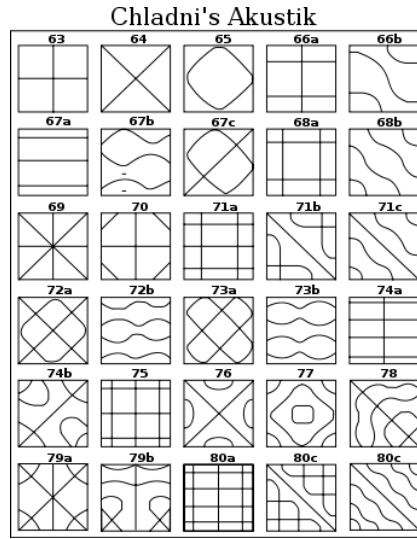 Chladni's Akustik
63 64 65 66a 66b
67a 67b 67c 68a 68b
69 70 71a 71b 71c
72a 72b 73a 73b 74a
74b 75 76 77 78
79a 79b 80a 80c 80c